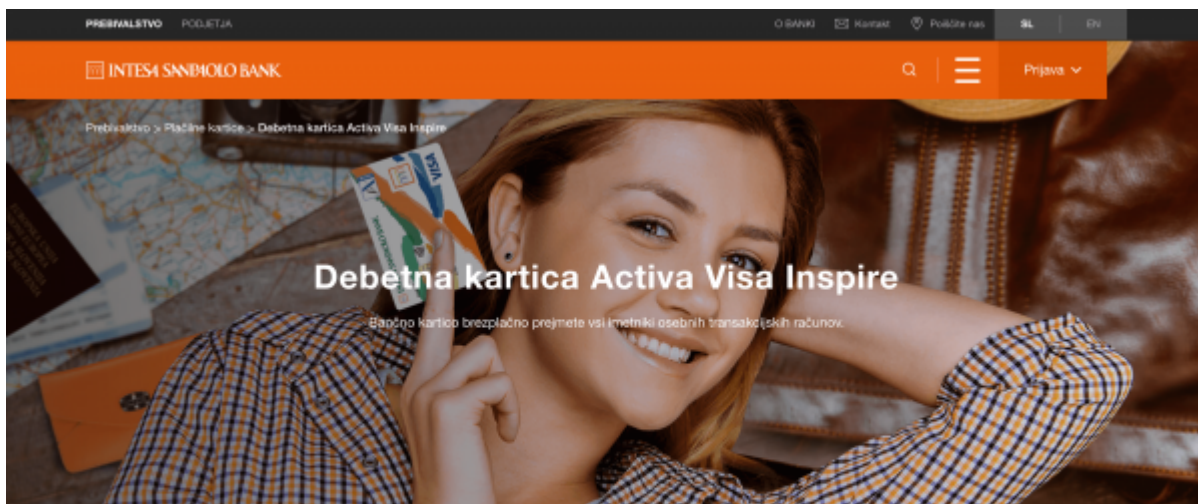 PREBIVALSTVO PODJETJA O BANKI Kontakt Poiščite nas SL EN
INTESA SANPAOLO BANK Prijava
Prebivalstvo > Plačilne kartice > Debetna kartica Activa Visa Inspire
VISA
Debetna kartica Activa Visa Inspire
Bančno kartico brezplačno prejmete vsi imetniki osebnih transakcijskih računov.